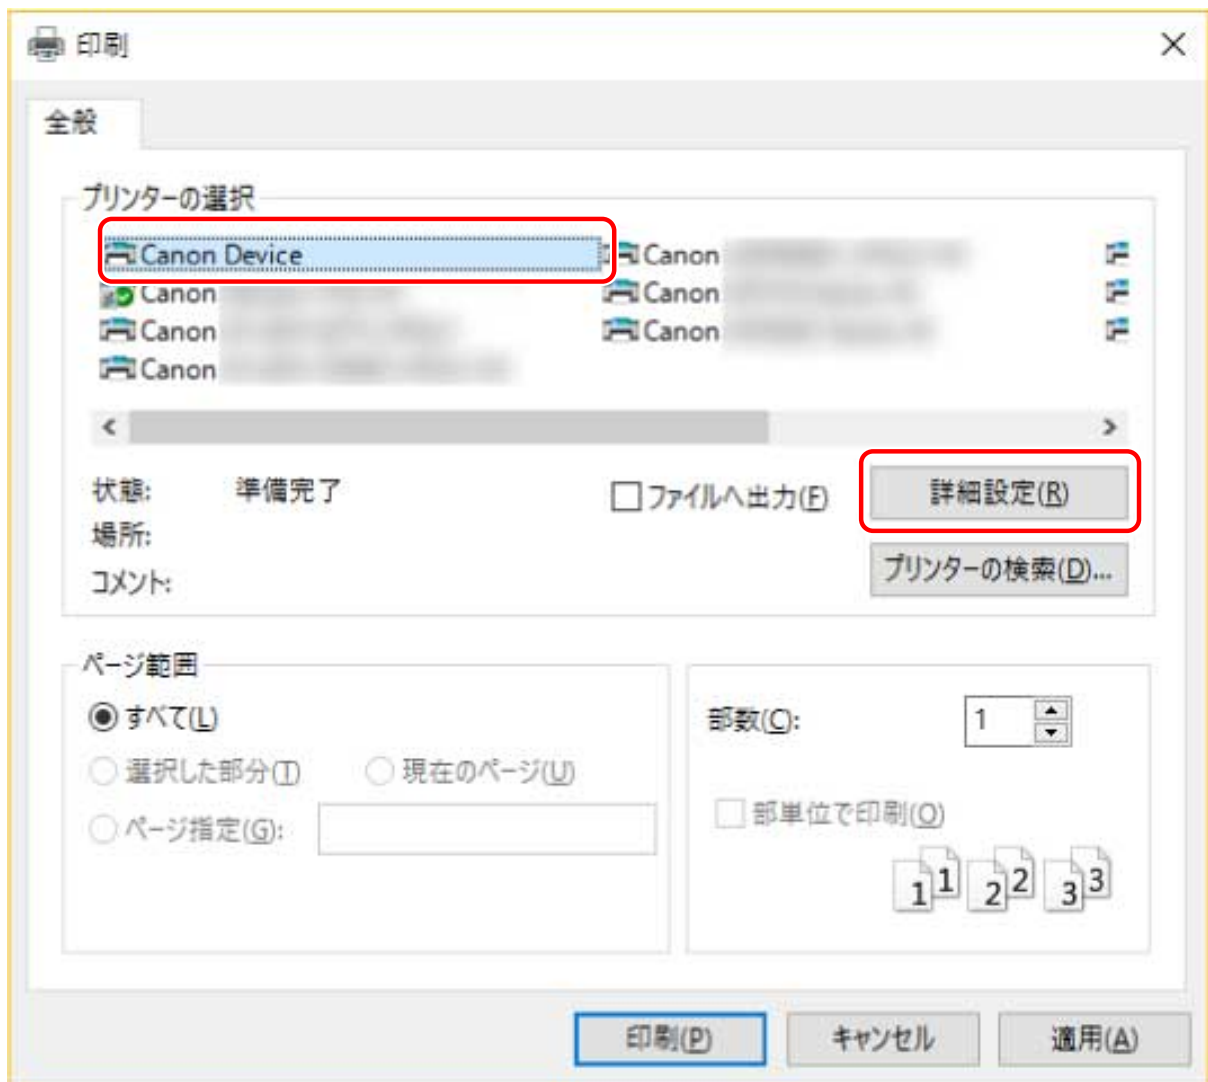 印刷
全般
プリンターの選択
Canon Device
Canon
Canon
Canon
Canon
Canon
Canon
状態: 準備完了
場所:
コメント:
ファイルへ出力(F)
詳細設定(R)
プリンターの検索(D)...
ページ範囲
すべて(L)
選択した部分(T) 現在のページ(U)
ページ指定(G):
部数(C): 1
部単位で印刷(O)
1 1 2 2 3 3
印刷(P) キャンセル 適用(A)